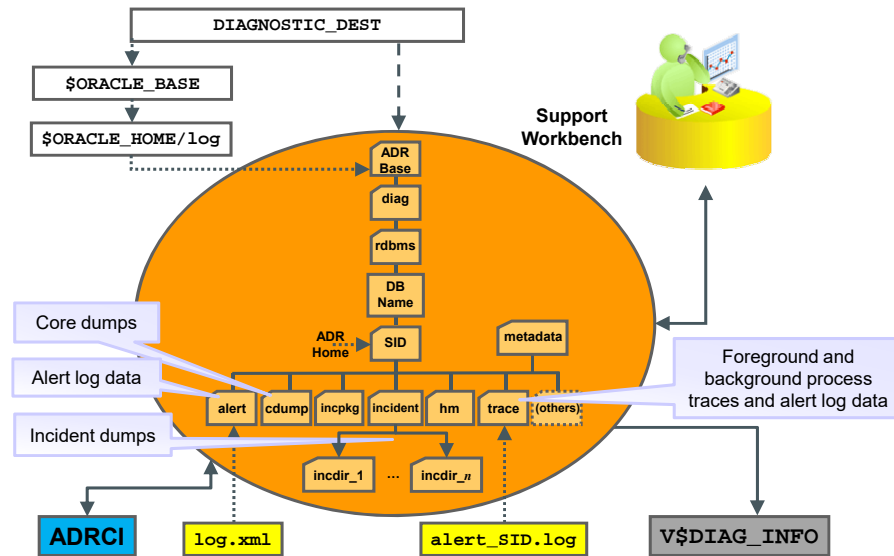 DIAGNOSTIC_DEST
$ORACLE_BASE
$ORACLE_HOME/log
Support
Workbench
ADR
Base
diag
rdbms
DB
Name
ADR
Home
SID
metadata
Core dumps
Alert log data
Incident dumps
Foreground and
background process
traces and alert log data
alert
cdump
incpkg
incident
hm
trace
(others)
incdir_1
...
incdir_n
ADRCI
log.xml
alert_SID.log
V$DIAG_INFO